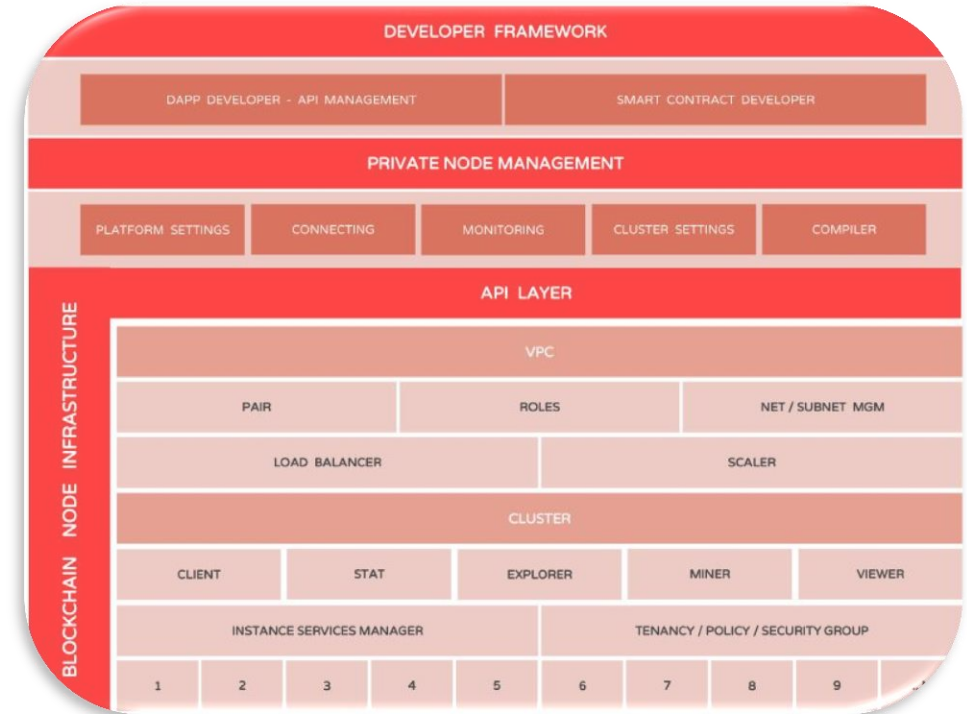 DEVELOPER FRAMEWORK
DAPP DEVELOPER - API MANAGEMENT
SMART CONTRACT DEVELOPER
PRIVATE NODE MANAGEMENT
PLATFORM SETTINGS
CONNECTING
MONITORING
CLUSTER SETTINGS
COMPILER
BLOCKCHAIN NODE INFRASTRUCTURE
API LAYER
VPC
PAIR
ROLES
NET / SUBNET MGM
LOAD BALANCER
SCALER
CLUSTER
CLIENT
STAT
EXPLORER
MINER
VIEWER
INSTANCE SERVICES MANAGER
TENANCY / POLICY / SECURITY GROUP
1
2
3
4
5
6
7
8
9